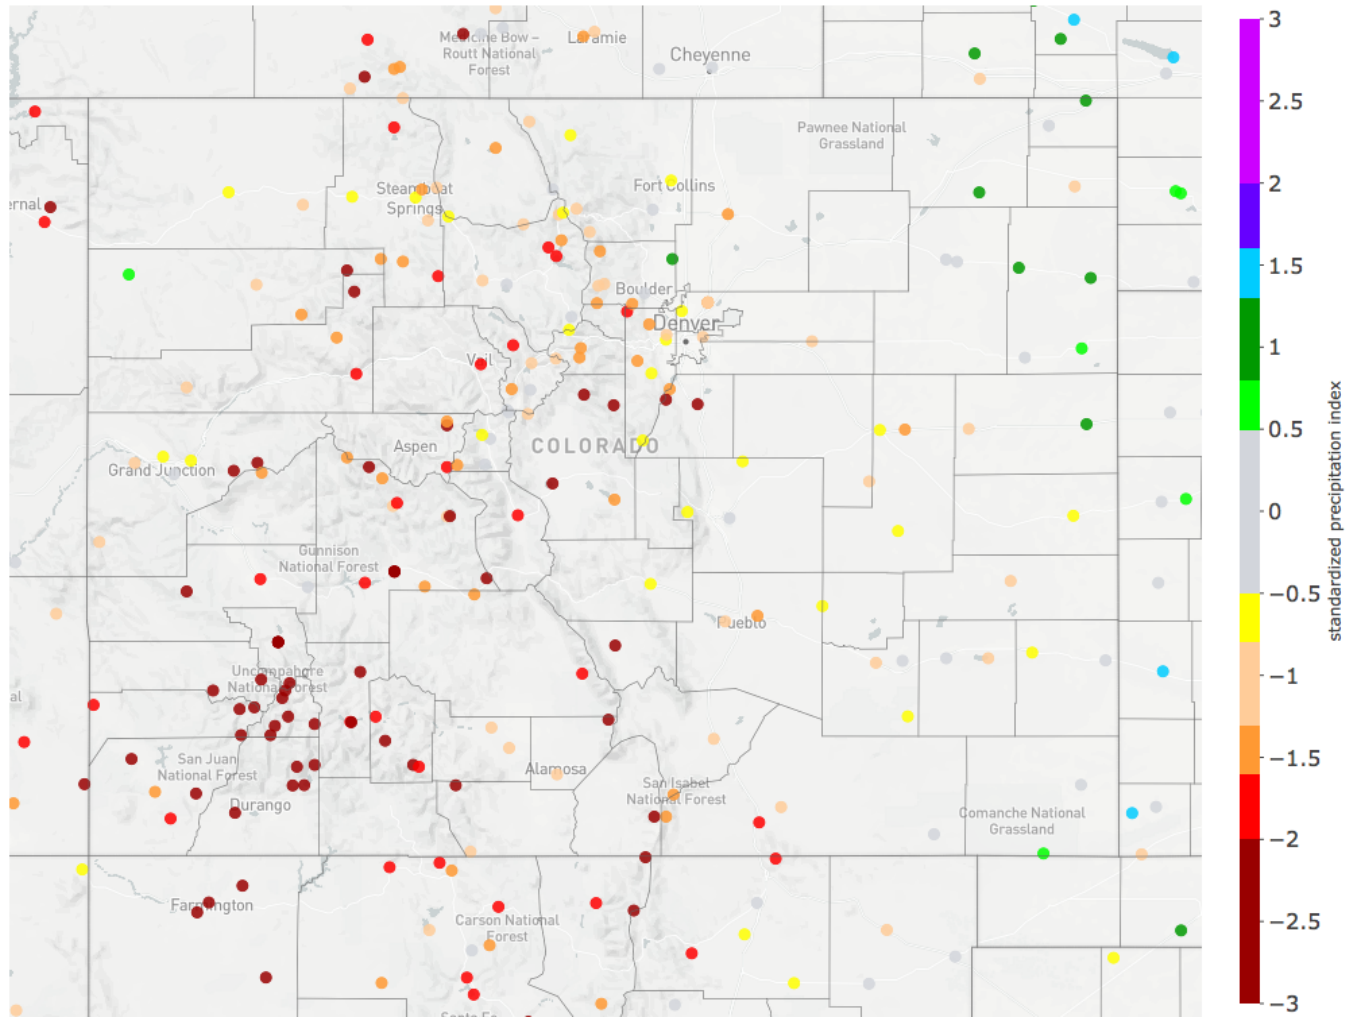 Medicine Bow –
Routt National
Forest
Laramie
Cheyenne
Pawnee National
Grassland
Steamboat
Springs
Fort Collins
ernal
Boulder
Denver
Vail
Aspen
COLORADO
Grand Junction
Gunnison
National Forest
Pueblo
Uncompahgre
National Forest
al
San Juan
National Forest
Alamosa
San Isabel
National Forest
Durango
Comanche National
Grassland
Farmington
Carson National
Forest
Santa Fe
3
2.5
2
1.5
1
0.5
0
−0.5
−1
−1.5
−2
−2.5
−3
standardized precipitation index